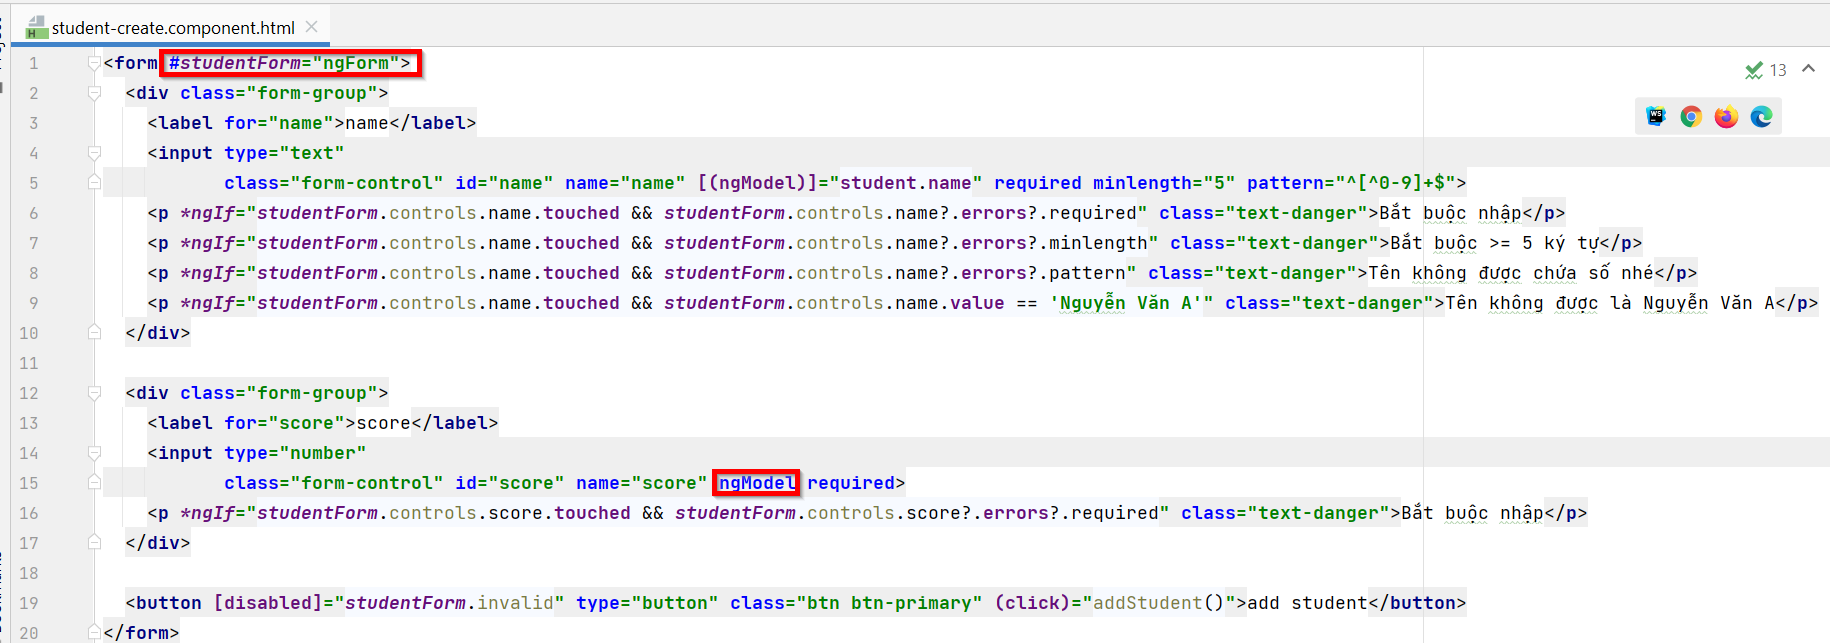 student-create.component.html
13
1 <form #studentForm="ngForm">
2 <div class="form-group">
3 <label for="name">name</label>
4 <input type="text"
5 class="form-control" id="name" name="name" [(ngModel)]="student.name" required minlength="5" pattern="^[^0-9]+$">
6 <p *ngIf="studentForm.controls.name.touched && studentForm.controls.name?.errors?.required" class="text-danger">Bắt buộc nhập</p>
7 <p *ngIf="studentForm.controls.name.touched && studentForm.controls.name?.errors?.minlength" class="text-danger">Bắt buộc >= 5 ký tự</p>
8 <p *ngIf="studentForm.controls.name.touched && studentForm.controls.name?.errors?.pattern" class="text-danger">Tên không được chứa số nhé</p>
9 <p *ngIf="studentForm.controls.name.touched && studentForm.controls.name.value == 'Nguyễn Văn A'" class="text-danger">Tên không được là Nguyễn Văn A</p>
10 </div>
11
12 <div class="form-group">
13 <label for="score">score</label>
14 <input type="number"
15 class="form-control" id="score" name="score" ngModel required>
16 <p *ngIf="studentForm.controls.score.touched && studentForm.controls.score?.errors?.required" class="text-danger">Bắt buộc nhập</p>
17 </div>
18
19 <button [disabled]="studentForm.invalid" type="button" class="btn btn-primary" (click)="addStudent()">add student</button>
20 </form>